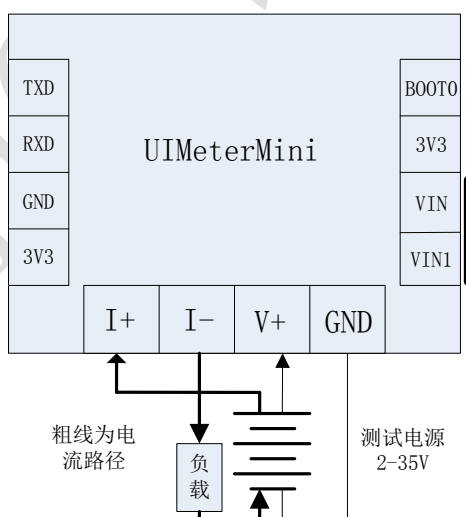 TXD
RXD
GND
3V3
UIMeterMini
BOOT0
3V3
VIN
VIN1
I+
I-
V+
GND
粗线为电
流路径
负
载
测试电源
2-35V